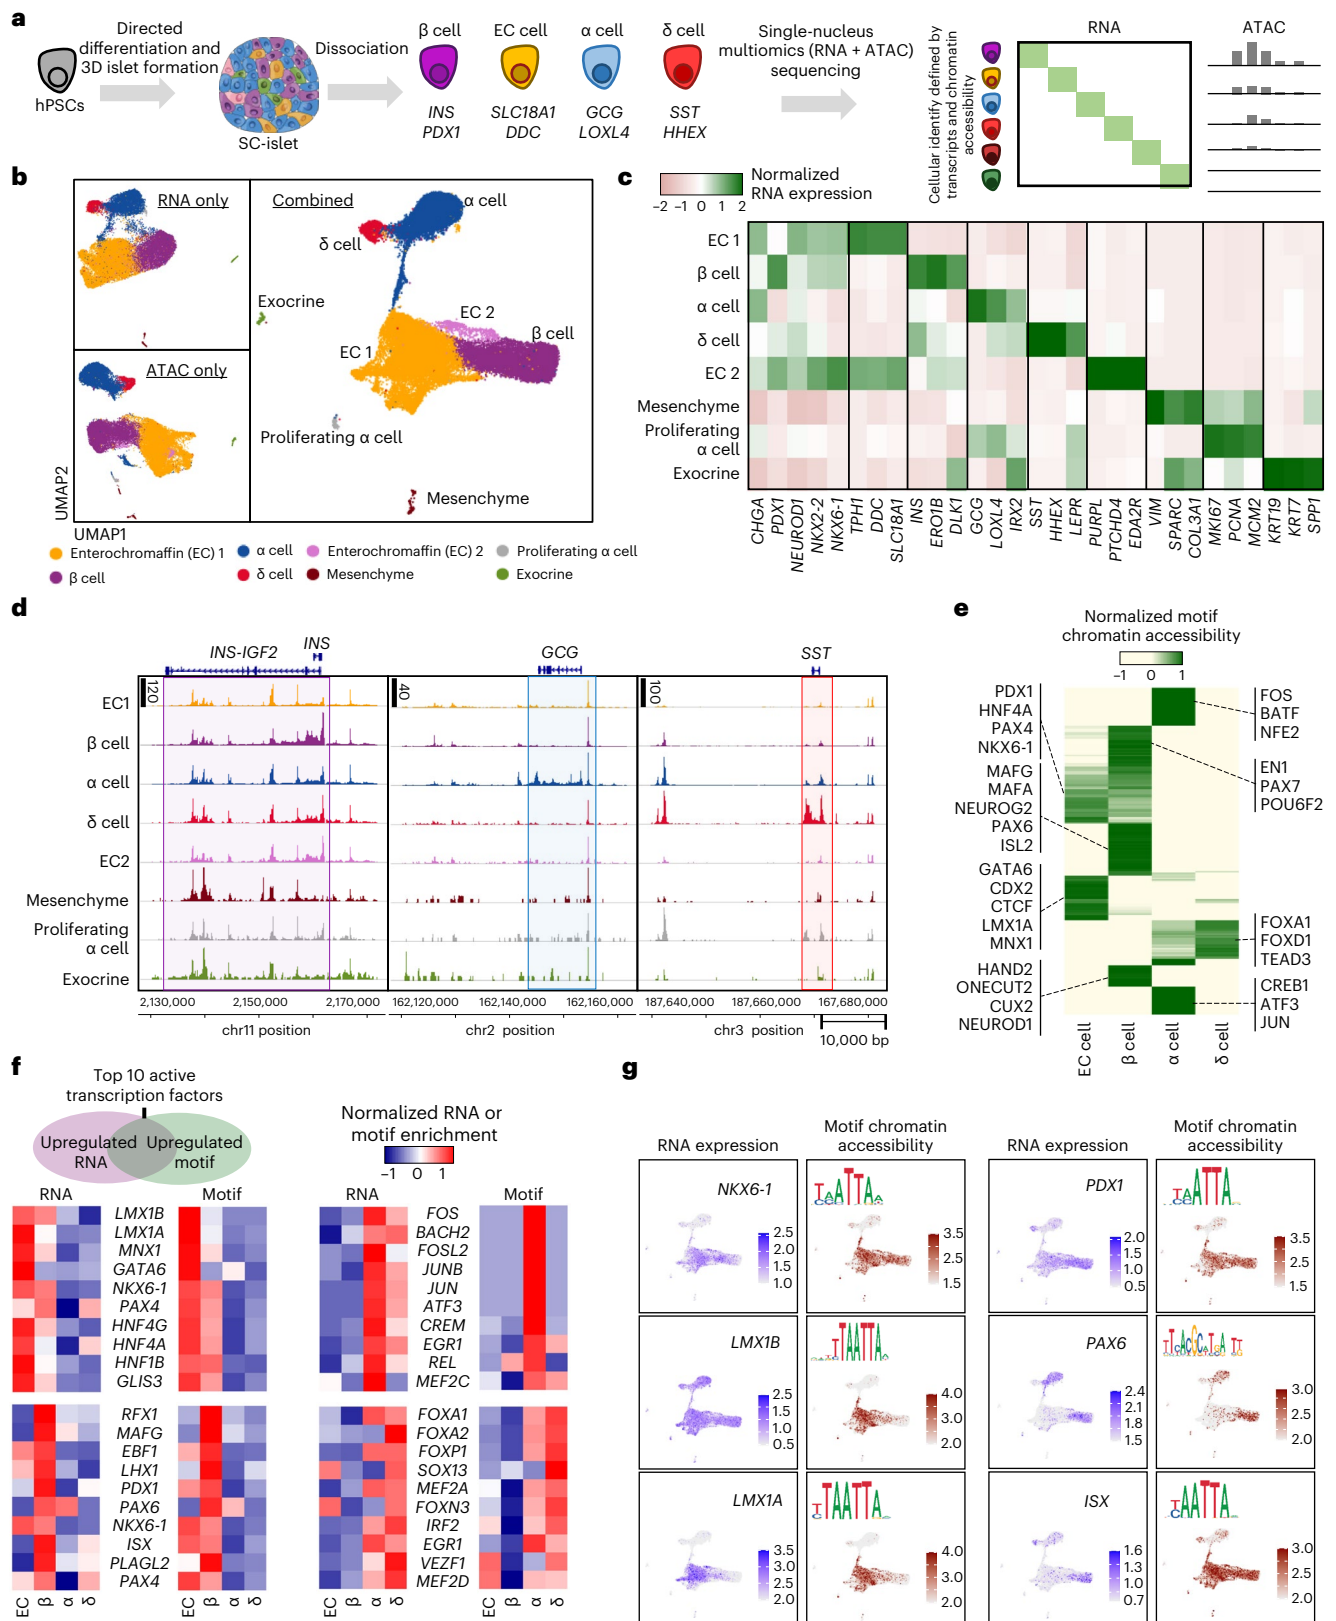 a
Directed
differentiation and
3D islet formation
hPSCs
SC-islet
Dissociation
β cell
EC cell
α cell
δ cell
INS
PDX1
SLC18A1
DDC
GCG
LOXL4
SST
HHEX
Single-nucleus
multiomics (RNA + ATAC)
sequencing
Cellular identify defined by
transcripts and chromatin
accessibility
RNA
ATAC
b
RNA only
ATAC only
Combined
α cell
δ cell
Exocrine
EC 2
β cell
EC 1
Proliferating α cell
Mesenchyme
UMAP2
UMAP1
Enterochromaffin (EC) 1
α cell
Enterochromaffin (EC) 2
Proliferating α cell
β cell
δ cell
Mesenchyme
Exocrine
c
Normalized
RNA expression
−2 −1 0 1 2
EC 1
β cell
α cell
δ cell
EC 2
Mesenchyme
Proliferating
α cell
Exocrine
CHGA
PDX1
NEUROD1
NKX2-2
NKX6-1
TPH1
DDC
SLC18A1
INS
ERO1B
DLK1
GCG
LOXL4
IRX2
SST
HHEX
LEPR
PURPL
PTCHD4
EDA2R
VIM
SPARC
COL3A1
MKI67
PCNA
MCM2
KRT19
KRT7
SPP1
d
INS-IGF2
INS
GCG
SST
120
40
100
EC1
β cell
α cell
δ cell
EC2
Mesenchyme
Proliferating
α cell
Exocrine
2,130,000 2,150,000 2,170,000
162,120,000 162,140,000 162,160,000
187,640,000 187,660,000 187,680,000
chr11 position
chr2 position
chr3 position
10,000 bp
e
Normalized motif
chromatin accessibility
−1 0 1
PDX1
HNF4A
PAX4
NKX6-1
MAFG
MAFA
NEUROG2
PAX6
ISL2
GATA6
CDX2
CTCF
LMX1A
MNX1
HAND2
ONECUT2
CUX2
NEUROD1
FOS
BATF
NFE2
EN1
PAX7
POU6F2
FOXA1
FOXD1
TEAD3
CREB1
ATF3
JUN
EC cell
β cell
α cell
δ cell
f
Top 10 active
transcription factors
Upregulated
RNA
Upregulated
motif
Normalized RNA or
motif enrichment
−1 0 1
RNA
Motif
RNA
Motif
LMX1B
LMX1A
MNX1
GATA6
NKX6-1
PAX4
HNF4G
HNF4A
HNF1B
GLIS3
FOS
BACH2
FOSL2
JUNB
JUN
ATF3
CREM
EGR1
REL
MEF2C
RFX1
MAFG
EBF1
LHX1
PDX1
PAX6
NKX6-1
ISX
PLAGL2
PAX4
FOXA1
FOXA2
FOXP1
SOX13
MEF2A
FOXN3
IRF2
EGR1
VEZF1
MEF2D
EC β α δ
EC β α δ
EC β α δ
EC β α δ
g
RNA expression
Motif chromatin
accessibility
RNA expression
Motif chromatin
accessibility
NKX6-1
2.5
2.0
1.5
1.0
3.5
2.5
1.5
PDX1
2.0
1.5
1.0
0.5
3.5
2.5
1.5
LMX1B
2.5
2.0
1.5
1.0
0.5
4.0
3.0
2.0
PAX6
2.4
2.1
1.8
1.5
3.0
2.5
2.0
LMX1A
3.5
3.0
2.5
2.0
4.0
3.0
2.0
ISX
1.6
1.3
1.0
0.7
3.0
2.5
2.0